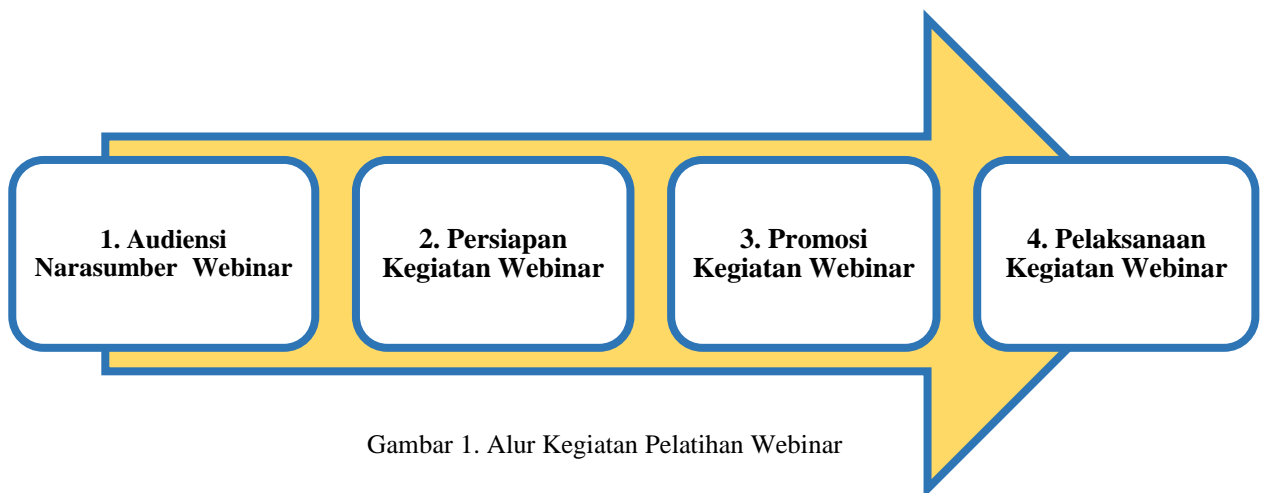 1. Audiensi
Narasumber Webinar
2. Persiapan
Kegiatan Webinar
3. Promosi
Kegiatan Webinar
4. Pelaksanaan
Kegiatan Webinar
Gambar 1. Alur Kegiatan Pelatihan Webinar